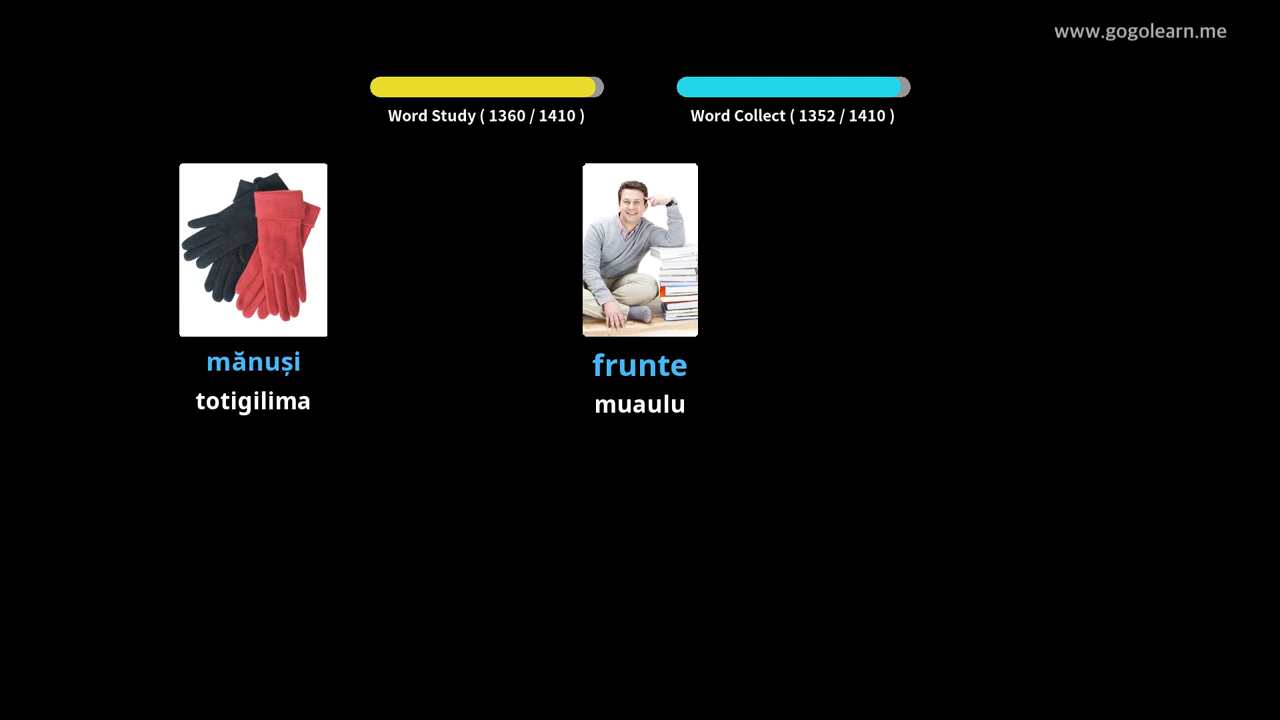 www.gogolearn.me
Word Study ( 1360 / 1410 )
Word Collect ( 1352 / 1410 )
mănuși
totigilima
frunte
muaulu